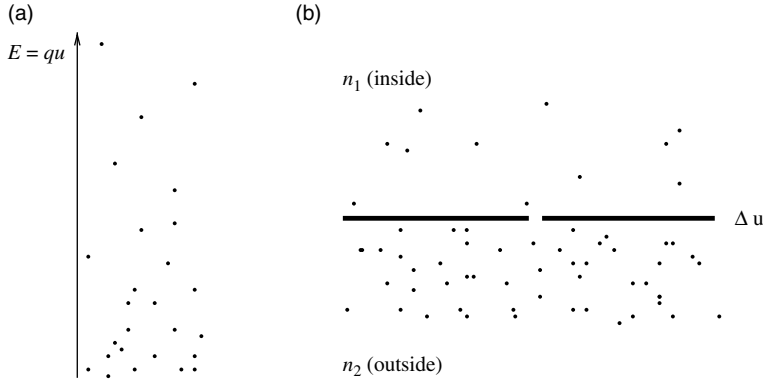 (a)
E = qu
(b)
n₁ (inside)
Δ u
n₂ (outside)